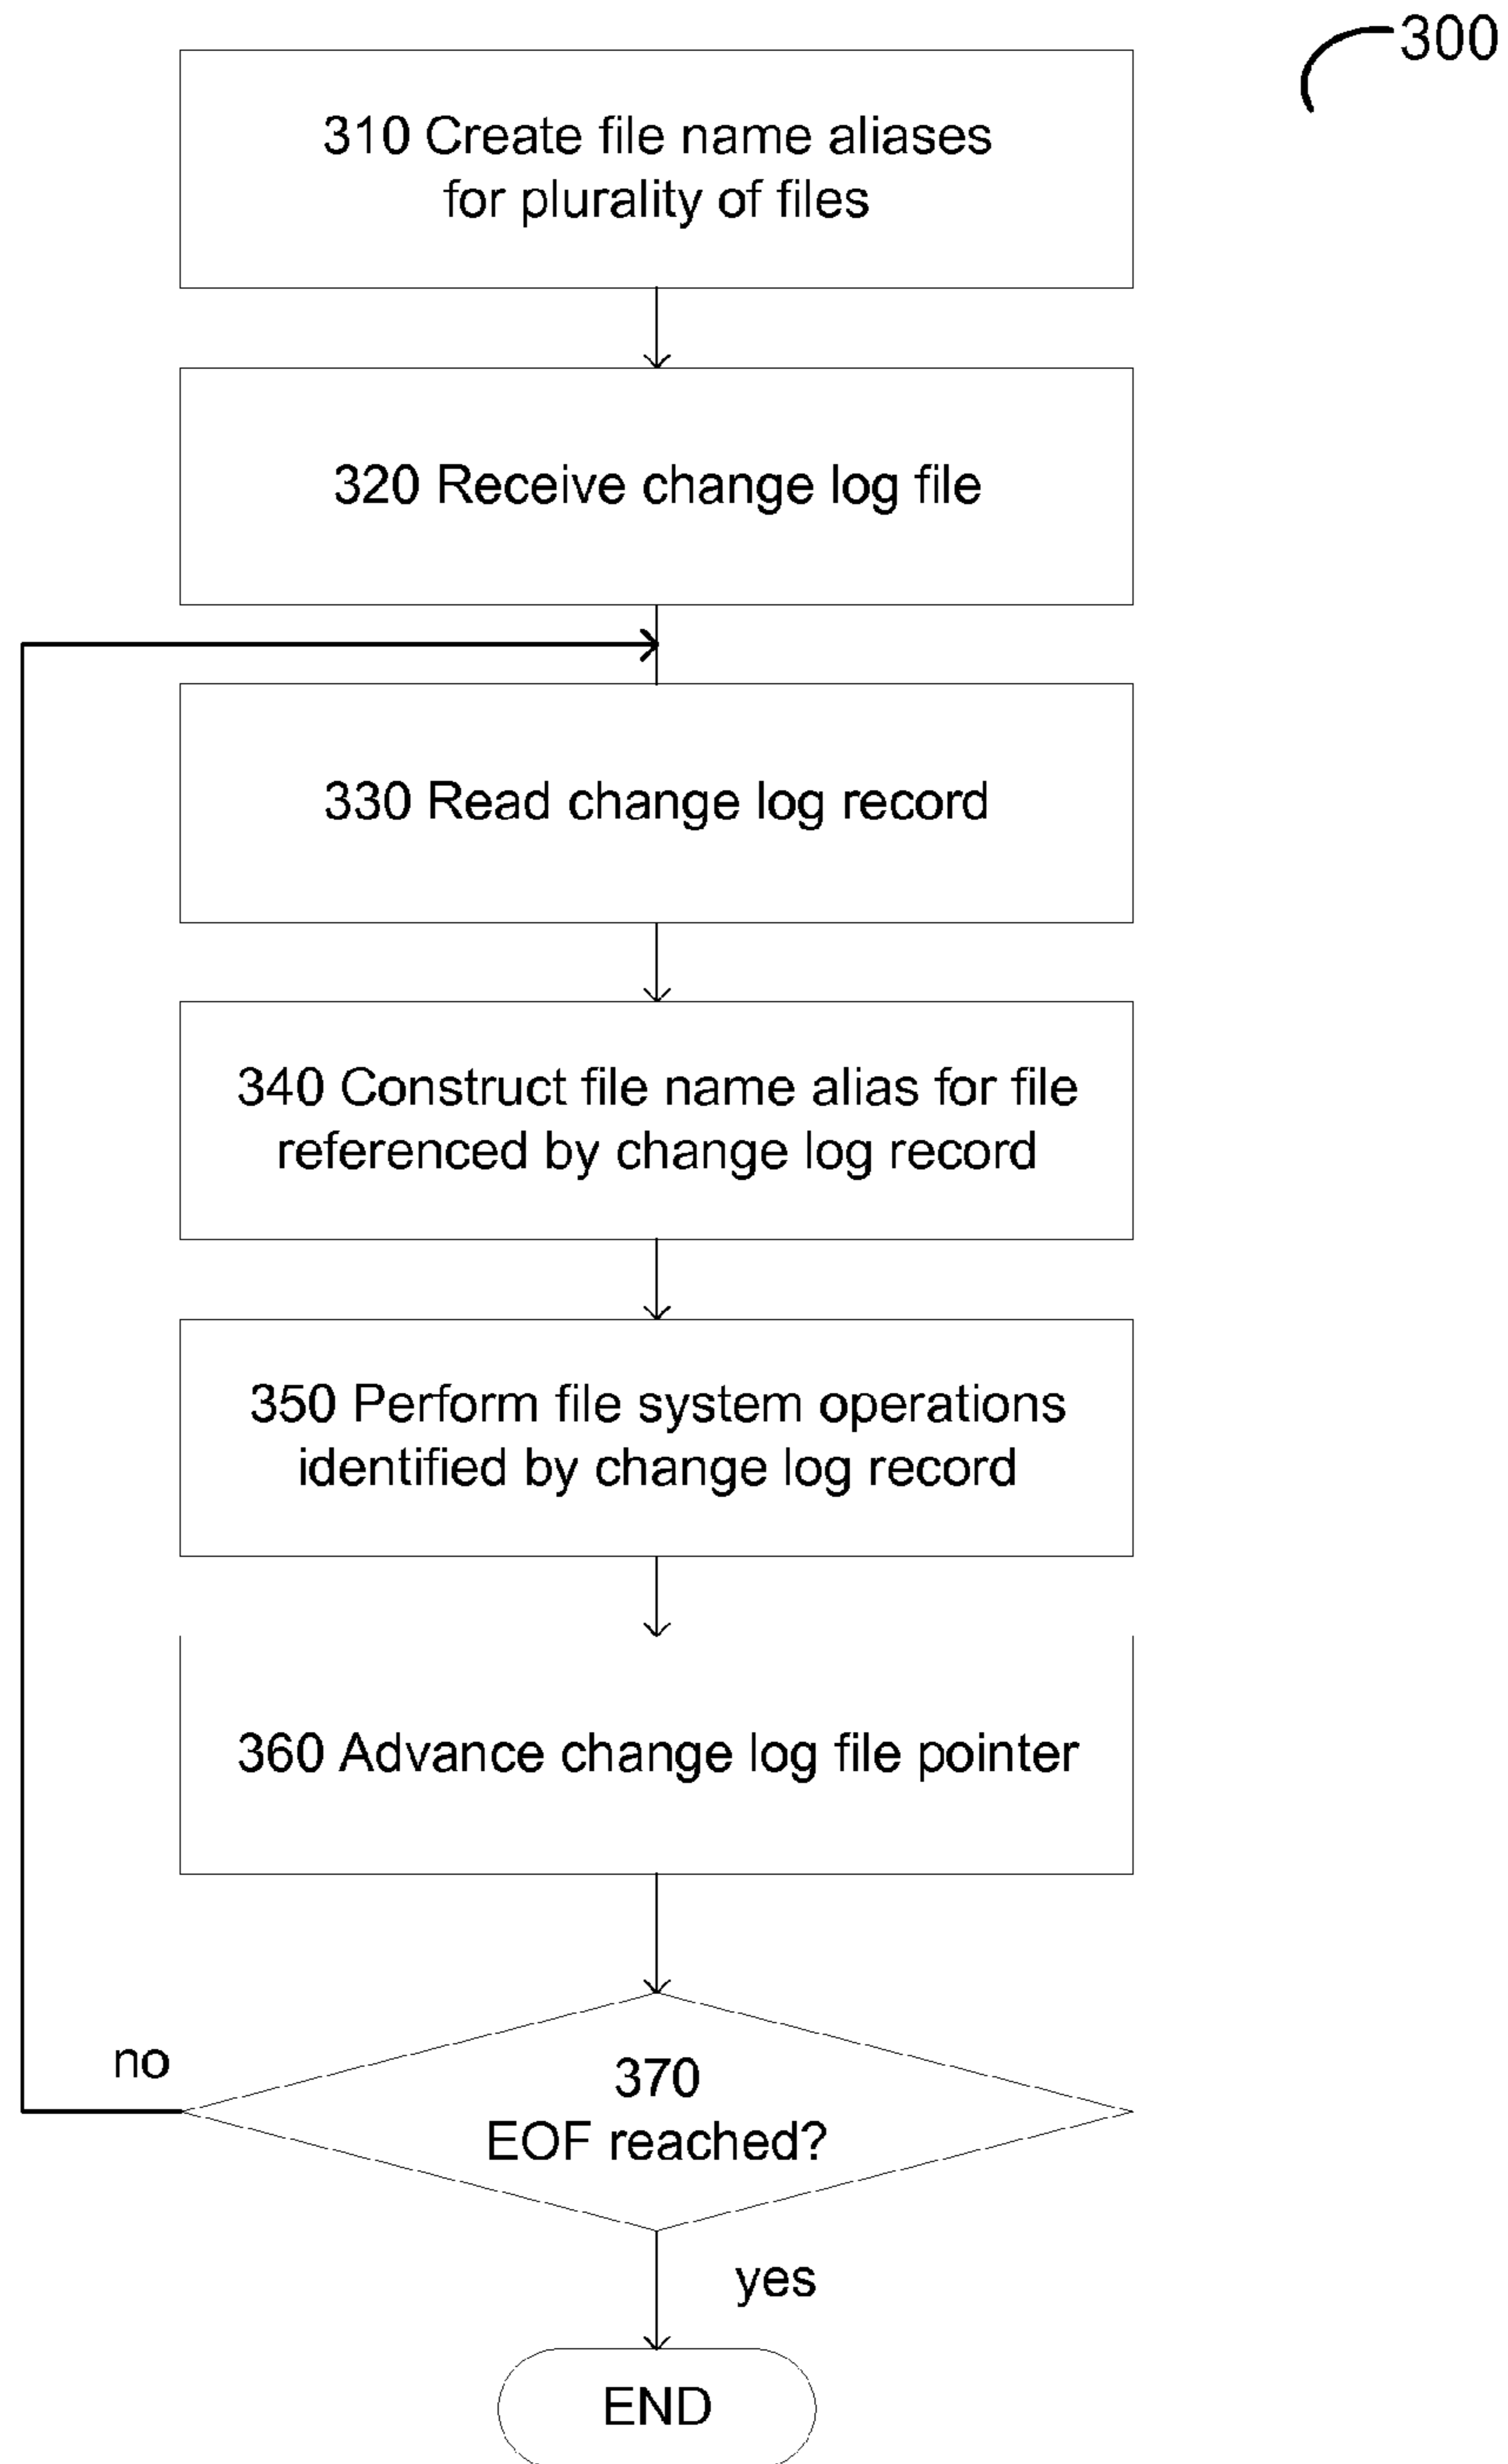 300
310 Create file name aliases
for plurality of files
320 Receive change log file
330 Read change log record
340 Construct file name alias for file
referenced by change log record
350 Perform file system operations
identified by change log record
360 Advance change log file pointer
no
370
EOF reached?
yes
END